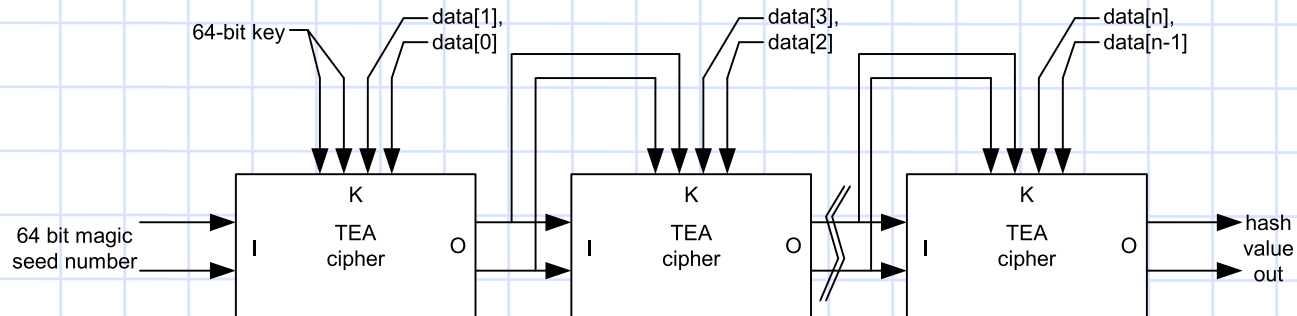 64-bit key
data[1],
data[0]
data[3],
data[2]
data[n],
data[n-1]
K
K
K
64 bit magic
seed number
I
TEA
cipher
O
I
TEA
cipher
O
I
TEA
cipher
O
hash
value
out